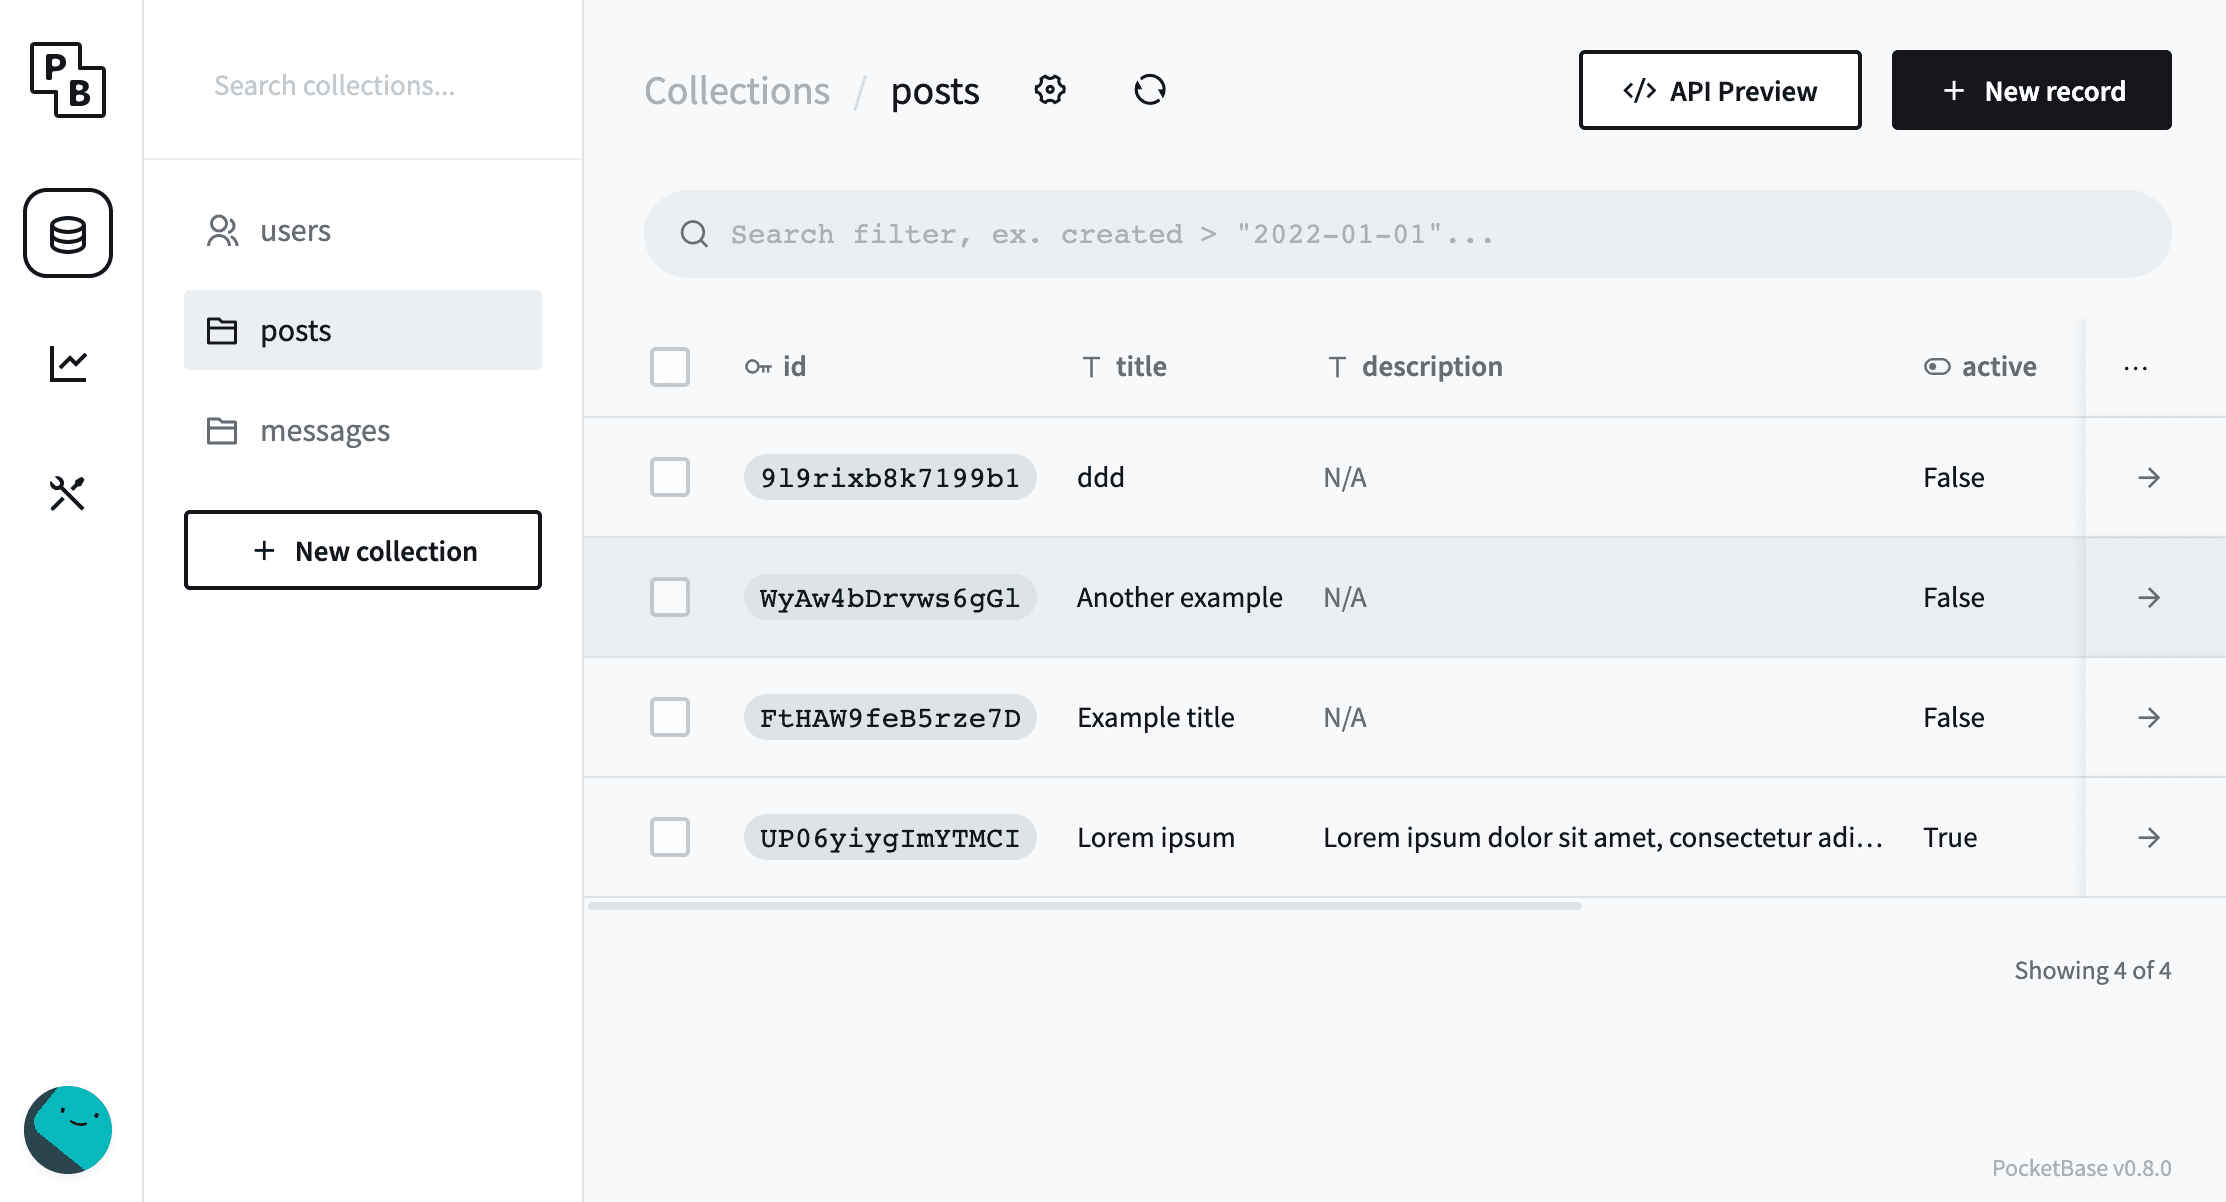 P
B
Search collections...
users
posts
messages
+ New collection
Collections / posts
</> API Preview
+ New record
Search filter, ex. created > "2022-01-01"...
id title description active ...
9l9rixb8k7199b1 ddd N/A False
WyAw4bDrvws6gGl Another example N/A False
FtHAW9feB5rze7D Example title N/A False
UP06yiygImYTMCI Lorem ipsum Lorem ipsum dolor sit amet, consectetur adi... True
Showing 4 of 4
PocketBase v0.8.0